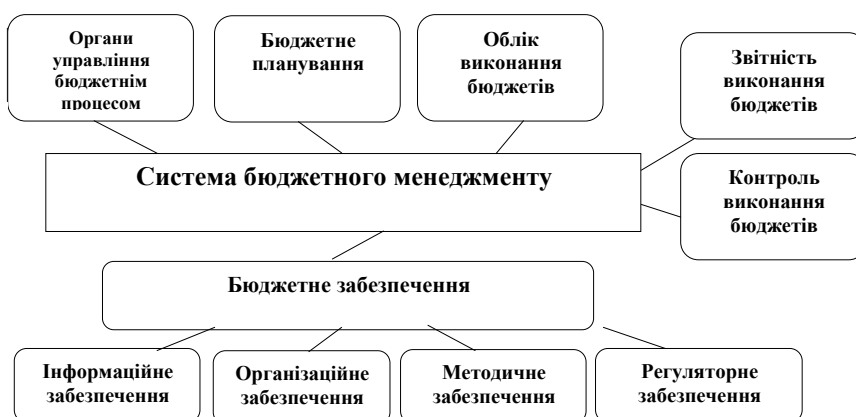 Органи
управління
бюджетнім
процесом
Бюджетне
планування
Облік
виконання
бюджетів
Звітність
виконання
бюджетів
Система бюджетного менеджменту
Контроль
виконання
бюджетів
Бюджетне забезпечення
Інформаційне
забезпечення
Організаційне
забезпечення
Методичне
забезпечення
Регуляторне
забезпечення